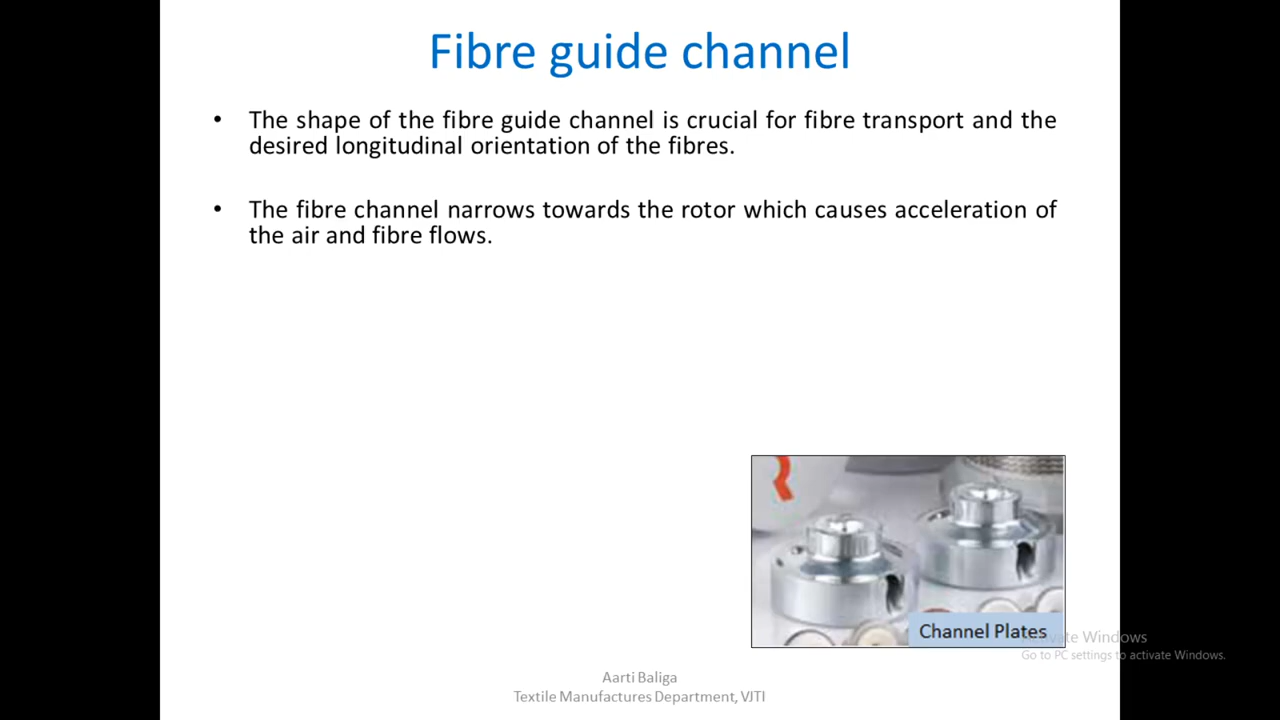 Fibre guide channel
• The shape of the fibre guide channel is crucial for fibre transport and the
desired longitudinal orientation of the fibres.
• The fibre channel narrows towards the rotor which causes acceleration of
the air and fibre flows.
Channel Plates
Activate Windows
Go to PC settings to activate Windows.
Aarti Baliga
Textile Manufactures Department, VJTI